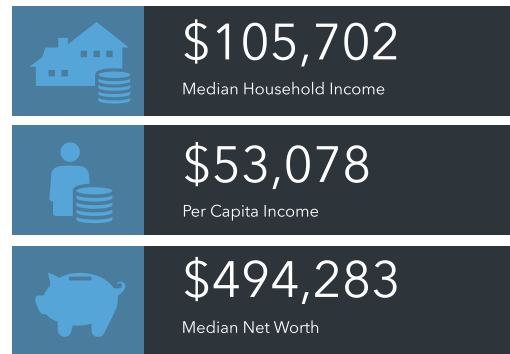 $105,702
Median Household Income
$53,078
Per Capita Income
$494,283
Median Net Worth